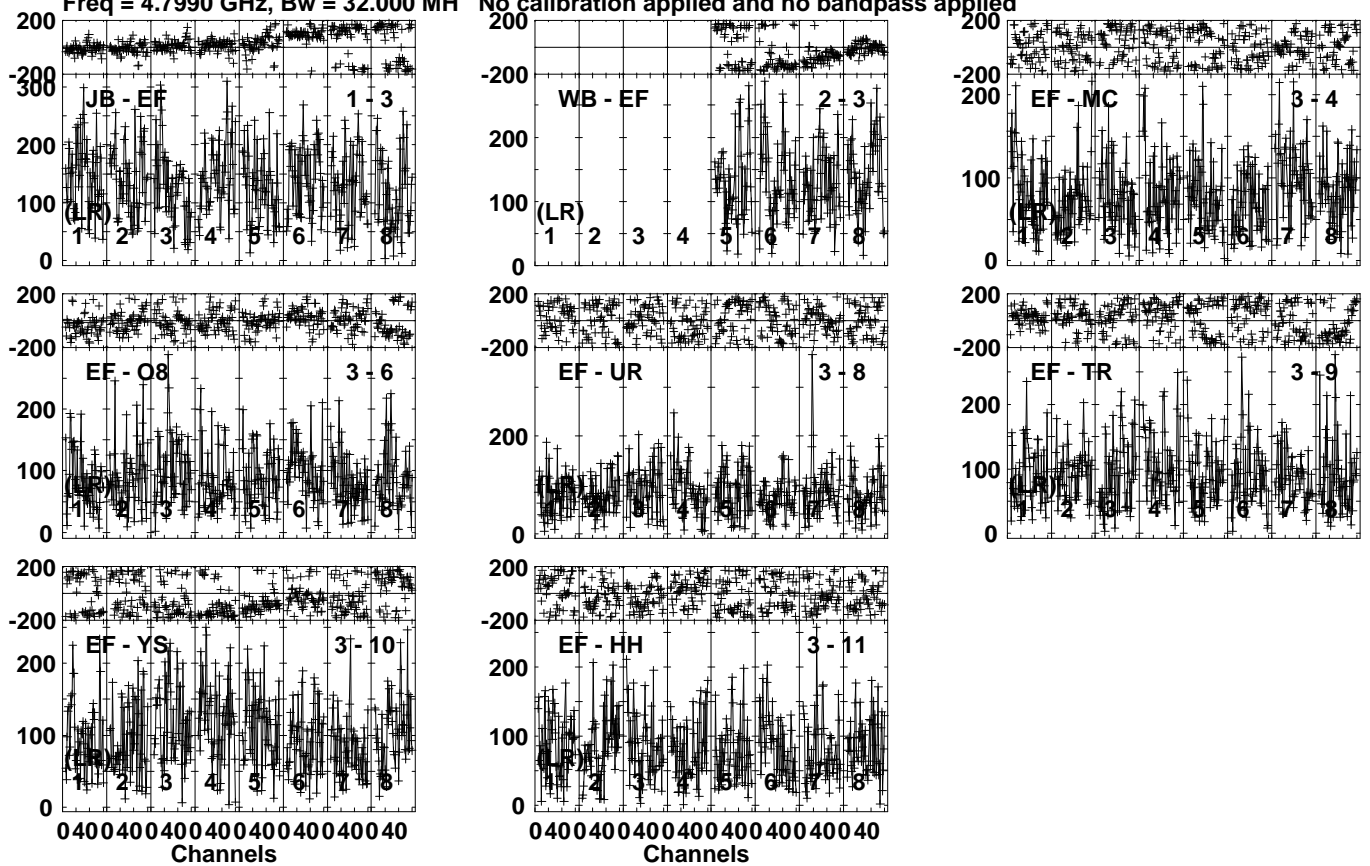 Freq = 4.7990 GHz, Bw = 32.000 MH No calibration applied and no bandpass applied
200
-200
300
200
100
0
JB - EF 1 - 3
(LR)
1 2 3 4 5 6 7 8
200
-200
200
100
0
WB - EF 2 - 3
(LR)
1 2 3 4 5 6 7 8
200
-200
200
100
0
EF - MC 3 - 4
(LR)
1 2 3 4 5 6 7 8
200
-200
200
100
0
EF - O8 3 - 6
(LR)
1 2 3 4 5 6 7 8
200
-200
200
0
EF - UR 3 - 8
(LR)
1 2 3 4 5 6 7 8
200
-200
200
100
0
EF - TR 3 - 9
(LR)
1 2 3 4 5 6 7 8
200
-200
200
100
0
EF - YS 3 - 10
(LR)
1 2 3 4 5 6 7 8
0 40 0 40 0 40 0 40 0 40 0 40 0 40 0 40
Channels
200
-200
200
100
0
EF - HH 3 - 11
(LR)
1 2 3 4 5 6 7 8
0 40 0 40 0 40 0 40 0 40 0 40 0 40 0 40
Channels